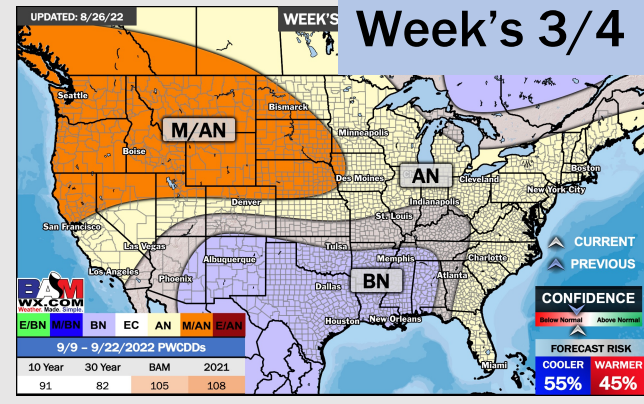 UPDATED: 8/26/22
WEEK'S
Week's 3/4
Seattle
Bismarck
M/AN
Minneapolis
Boise
AN
Boston
Des Moines
Cleveland
New York City
Denver
Indianapolis
St. Louis
San Francisco
Las Vegas
Tulsa
CURRENT
Albuquerque
Memphis
Charlotte
PREVIOUS
Los Angeles
Phoenix
Dallas
BN
Atlanta
BAM
WX.COM
Weather. Made. Simple.
CONFIDENCE
Houston
New Orleans
Below Normal
Above Normal
E/BN M/BN BN EC AN M/AN E/AN
9/9 – 9/22/2022 PWCDDs
FORECAST RISK
10 Year 30 Year BAM 2021
Miami
COOLER WARMER
91 82 105 108
55% 45%